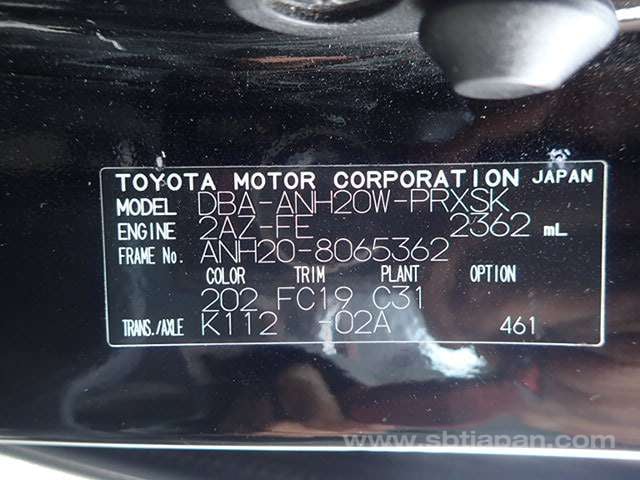 TOYOTA MOTOR CORPORATION JAPAN
MODEL DBA-ANH20W-PRXSK
ENGINE 2AZ-FE 2362 mL
FRAME No. ANH20-8065362
COLOR TRIM PLANT OPTION
202 FC19 C31
TRANS./AXLE K112 -02A 461
www.sbtjapan.com